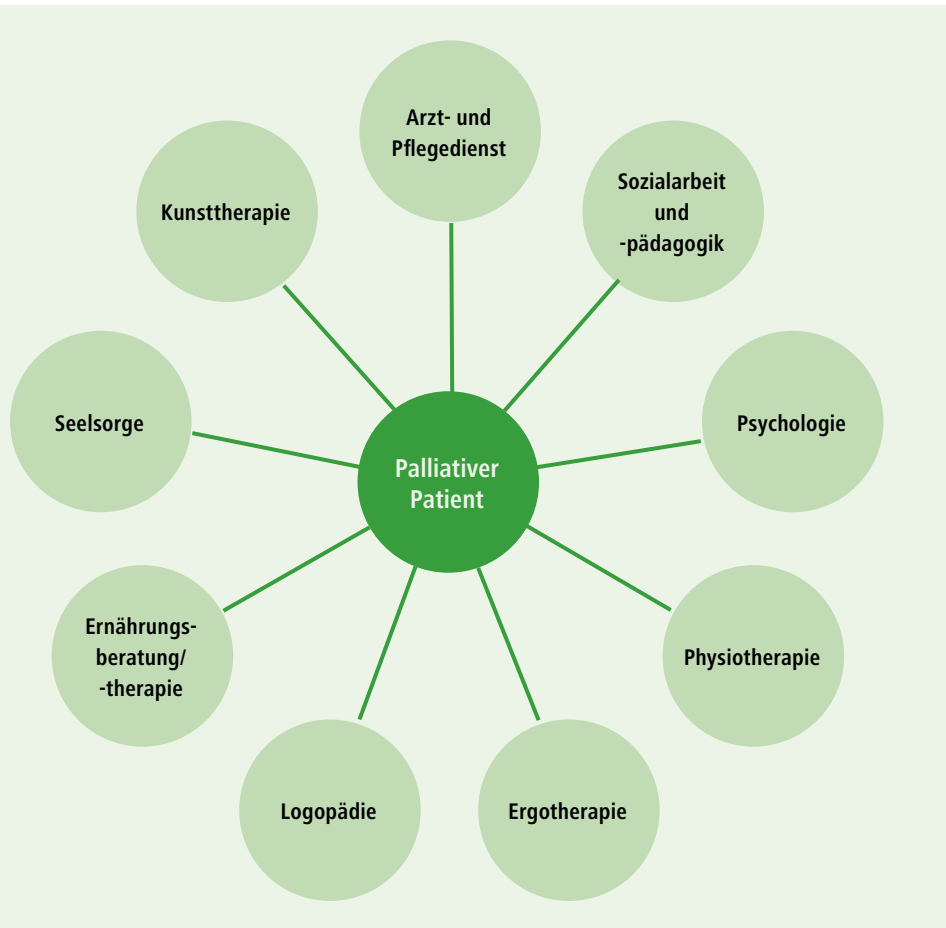 Arzt- und
Pflegedienst
Sozialarbeit
und
-pädagogik
Kunsttherapie
Seelsorge
Psychologie
Palliativer
Patient
Ernährungs-
beratung/
-therapie
Physiotherapie
Logopädie
Ergotherapie